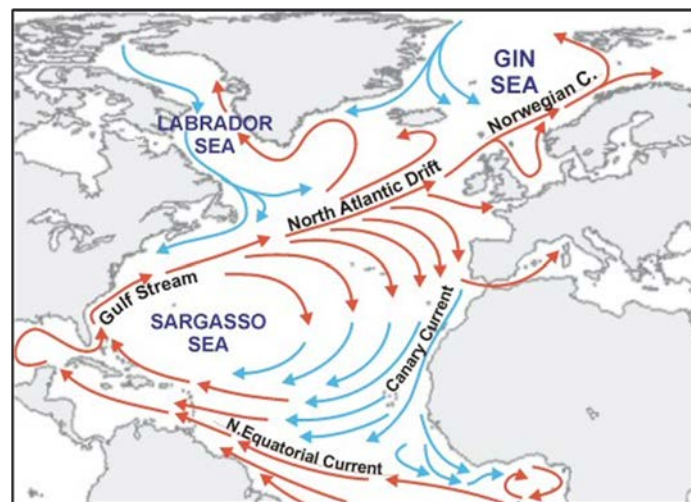 GIN
SEA
Norwegian C.
LABRADOR
SEA
North Atlantic Drift
Gulf Stream
SARGASSO
SEA
Canary Current
N.Equatorial Current